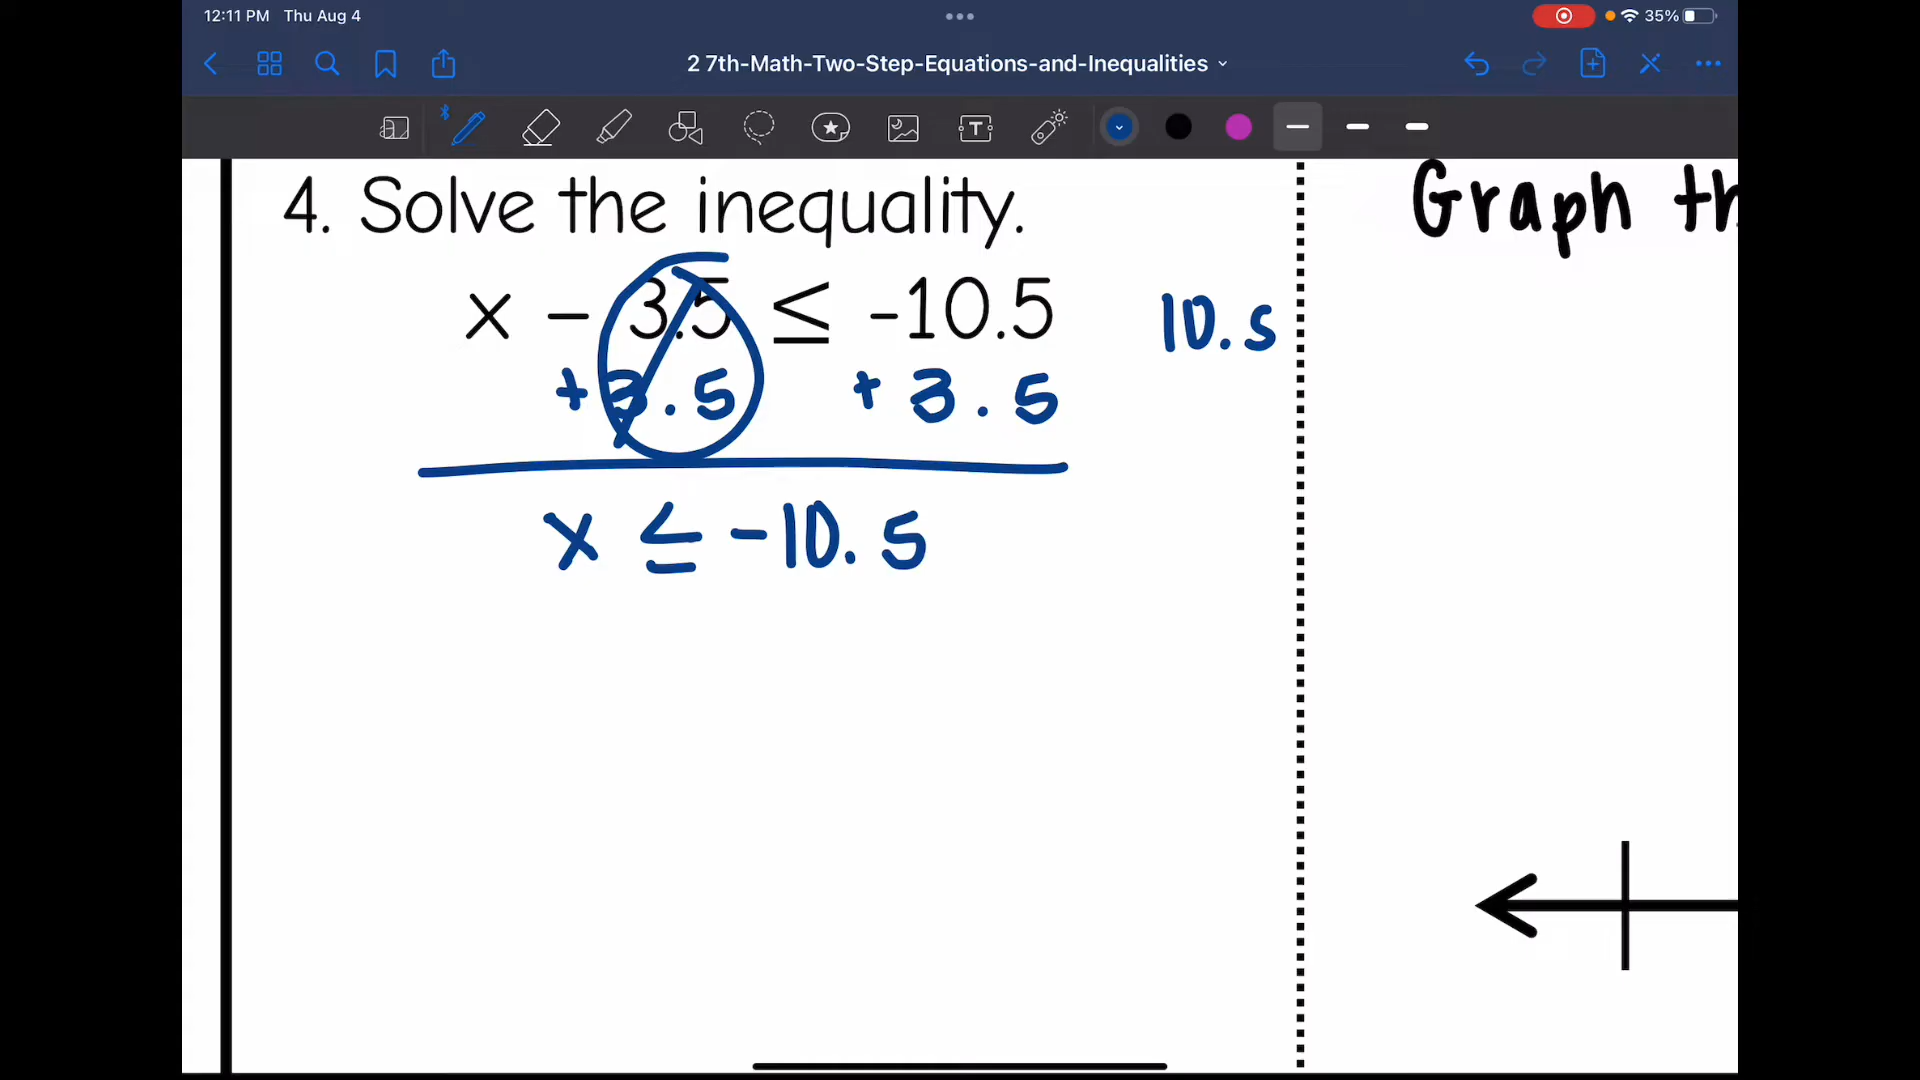 12:11 PM Thu Aug 4
35%
2 7th-Math-Two-Step-Equations-and-Inequalities
T
4. Solve the inequality.
x - 3.5 ≤ -10.5
+3.5 +3.5
x ≤ -10.5
10.5
Graph th